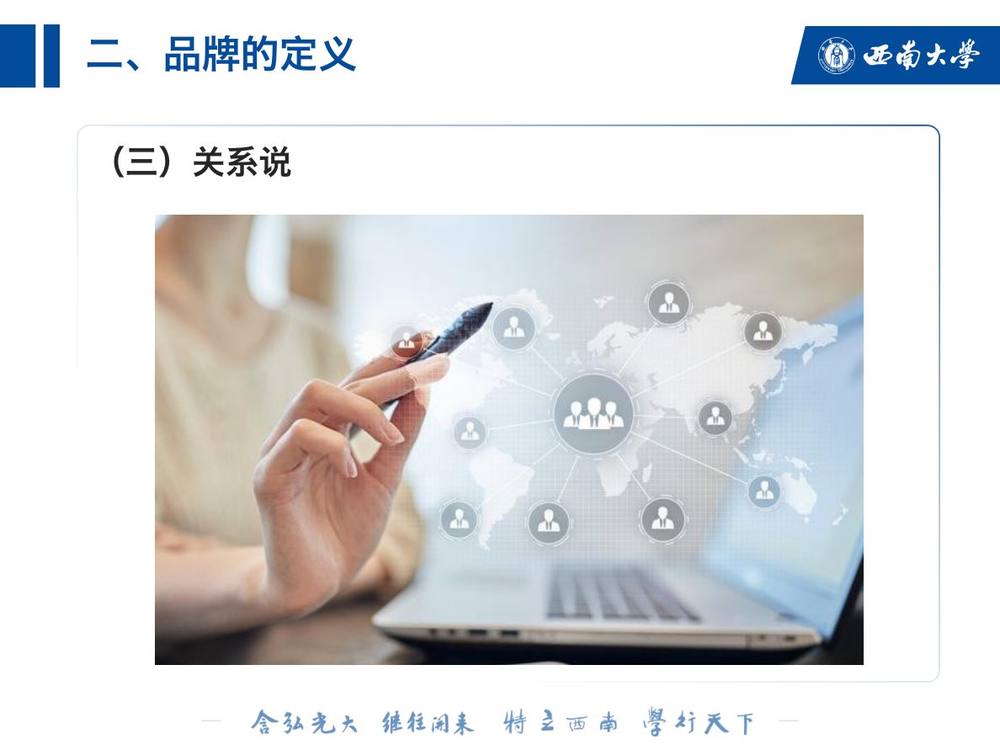 二、品牌的定义
西南大学
（三）关系说
含弘光大 继往开来 特立西南 學行天下